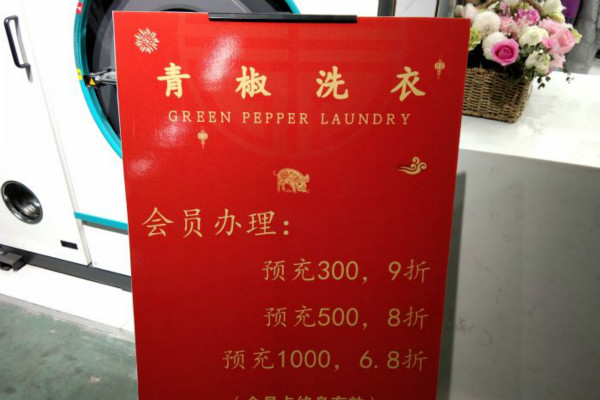 青椒洗衣
GREEN PEPPER LAUNDRY
会员办理:
预充300, 9折
预充500, 8折
预充1000, 6.8折